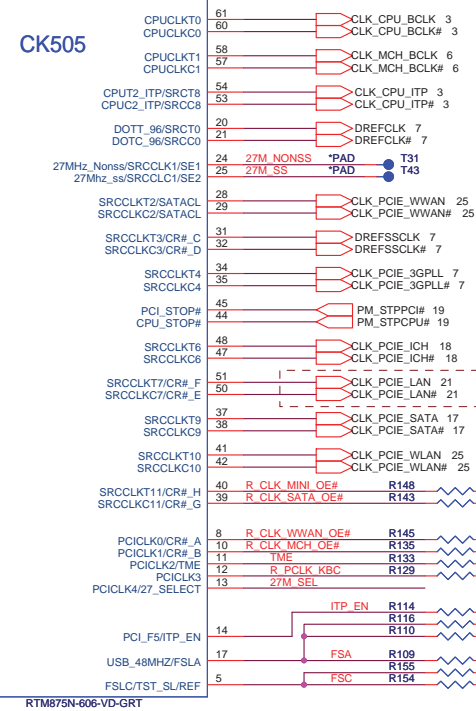 CK505
CPUCLKT0 61 CLK_CPU_BCLK 3
CPUCLKC0 60 CLK_CPU_BCLK# 3
CPUCLKT1 58 CLK_MCH_BCLK 6
CPUCLKC1 57 CLK_MCH_BCLK# 6
CPUT2_ITP/SRCT8 54 CLK_CPU_ITP 3
CPUC2_ITP/SRCC8 53 CLK_CPU_ITP# 3
DOTT_96/SRCT0 20 DREFCLK 7
DOTC_96/SRCC0 21 DREFCLK# 7
27MHz_Nonss/SRCCLK1/SE1 24 27M_NONSS *PAD T31
27Mhz_ss/SRCCLC1/SE2 25 27M_SS *PAD T43
SRCCLKT2/SATACL 28 CLK_PCIE_WWAN 25
SRCCLKC2/SATACL 29 CLK_PCIE_WWAN# 25
SRCCLKT3/CR#_C 31 DREFSSCLK 7
SRCCLKC3/CR#_D 32 DREFSSCLK# 7
SRCCLKT4 34 CLK_PCIE_3GPLL 7
SRCCLKC4 35 CLK_PCIE_3GPLL# 7
PCI_STOP# 45 PM_STPPCI# 19
CPU_STOP# 44 PM_STPCPU# 19
SRCCLKT6 48 CLK_PCIE_ICH 18
SRCCLKC6 47 CLK_PCIE_ICH# 18
SRCCLKT7/CR#_F 51 CLK_PCIE_LAN 21
SRCCLKC7/CR#_E 50 CLK_PCIE_LAN# 21
SRCCLKT9 37 CLK_PCIE_SATA 17
SRCCLKC9 38 CLK_PCIE_SATA# 17
SRCCLKT10 41 CLK_PCIE_WLAN 25
SRCCLKC10 42 CLK_PCIE_WLAN# 25
SRCCLKT11/CR#_H 40 R_CLK_MINI_OE# R148
SRCCLKC11/CR#_G 39 R_CLK_SATA_OE# R143
PCICLK0/CR#_A 8 R_CLK_WWAN_OE# R145
PCICLK1/CR#_B 10 R_CLK_MCH_OE# R135
PCICLK2/TME 11 TME R133
PCICLK3 12 R_PCLK_KBC R129
PCICLK4/27_SELECT 13 27M_SEL
ITP_EN R114
R116
PCI_F5/ITP_EN 14 R110
USB_48MHZ/FSLA 17 FSA R109
R155
FSLC/TST_SL/REF 5 FSC R154
RTM875N-606-VD-GRT